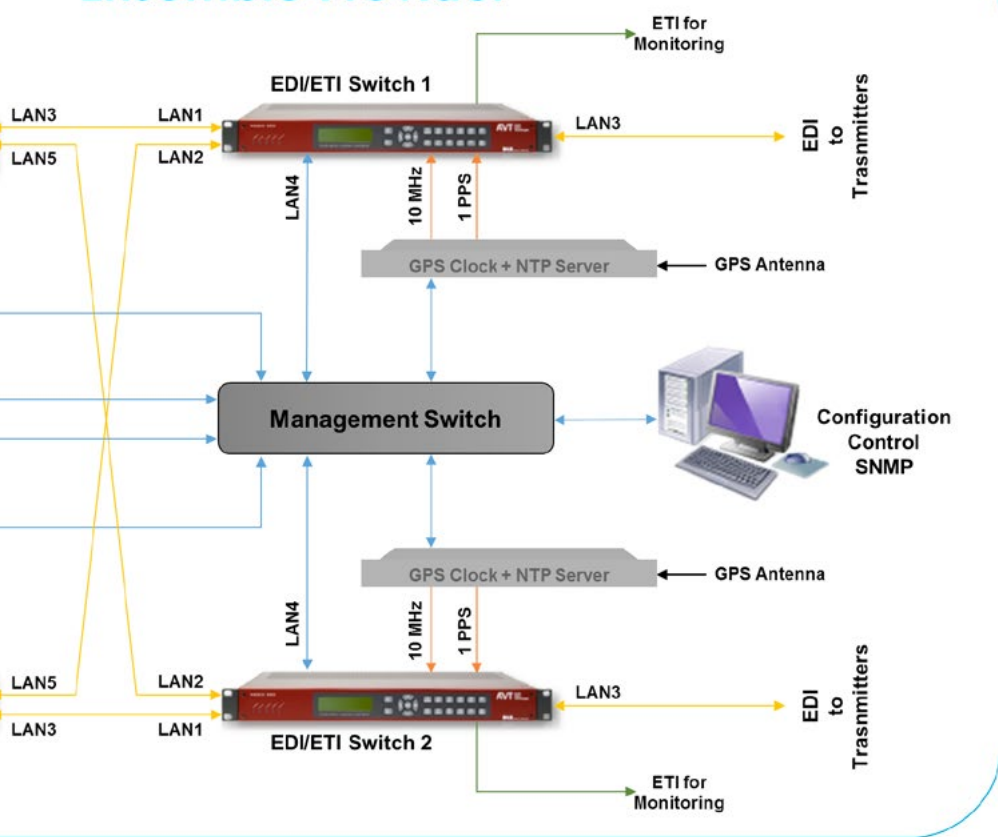 ETI for
Monitoring
EDI/ETI Switch 1
LAN3
LAN1
LAN5
LAN2
AVT
LAN3
EDI
to
Trasnmitters
LAN4
10 MHz
1 PPS
GPS Clock + NTP Server
GPS Antenna
Management Switch
Configuration
Control
SNMP
GPS Clock + NTP Server
GPS Antenna
LAN4
10 MHz
1 PPS
LAN5
LAN2
LAN3
LAN1
AVT
LAN3
EDI
to
Trasnmitters
EDI/ETI Switch 2
ETI for
Monitoring